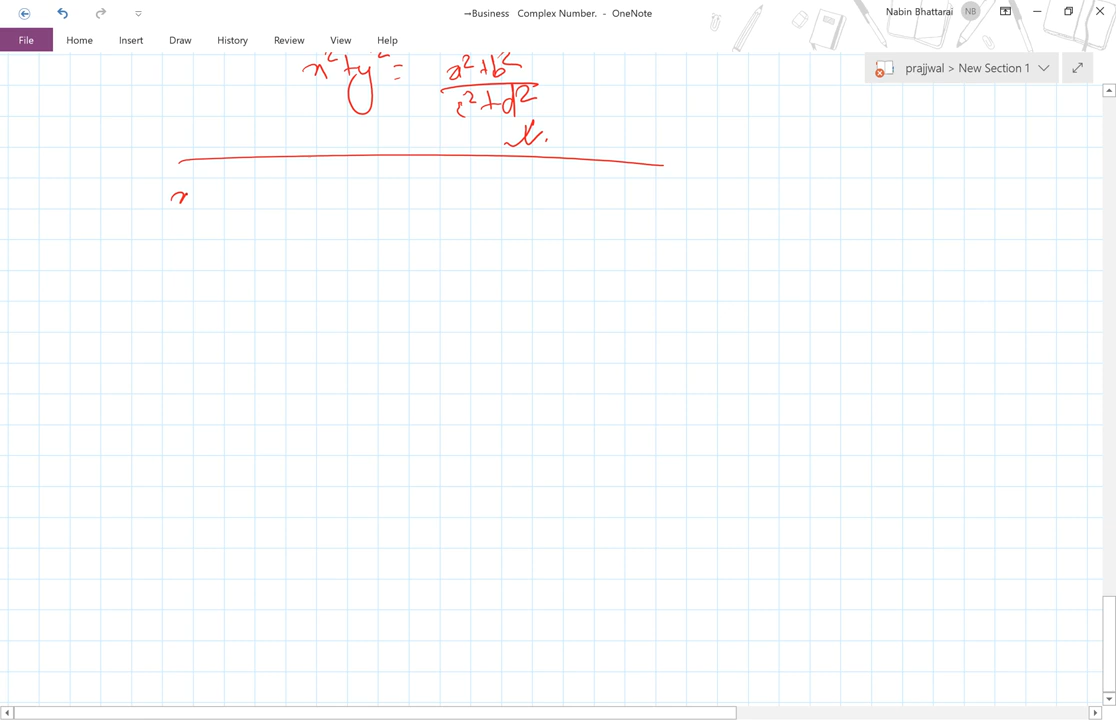 →Business Complex Number. - OneNote
Nabin Bhattarai NB
File Home Insert Draw History Review View Help
prajjwal > New Section 1
x² + y² = a² + b²
c² + d²
x